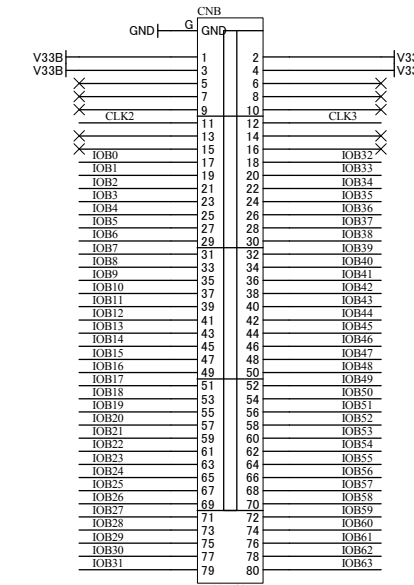 CNB
GND G GND
V33B 1 2 V33
V33B 3 4 V33
5 6
7 8
9 10
CLK2 11 12 CLK3
13 14
15 16
IOB0 17 18 IOB32
IOB1 19 20 IOB33
IOB2 21 22 IOB34
IOB3 23 24 IOB35
IOB4 25 26 IOB36
IOB5 27 28 IOB37
IOB6 29 30 IOB38
IOB7 31 32 IOB39
IOB8 33 34 IOB40
IOB9 35 36 IOB41
IOB10 37 38 IOB42
IOB11 39 40 IOB43
IOB12 41 42 IOB44
IOB13 43 44 IOB45
IOB14 45 46 IOB46
IOB15 47 48 IOB47
IOB16 49 50 IOB48
IOB17 51 52 IOB49
IOB18 53 54 IOB50
IOB19 55 56 IOB51
IOB20 57 58 IOB52
IOB21 59 60 IOB53
IOB22 61 62 IOB54
IOB23 63 64 IOB55
IOB24 65 66 IOB56
IOB25 67 68 IOB57
IOB26 69 70 IOB58
IOB27 71 72 IOB59
IOB28 73 74 IOB60
IOB29 75 76 IOB61
IOB30 77 78 IOB62
IOB31 79 80 IOB63